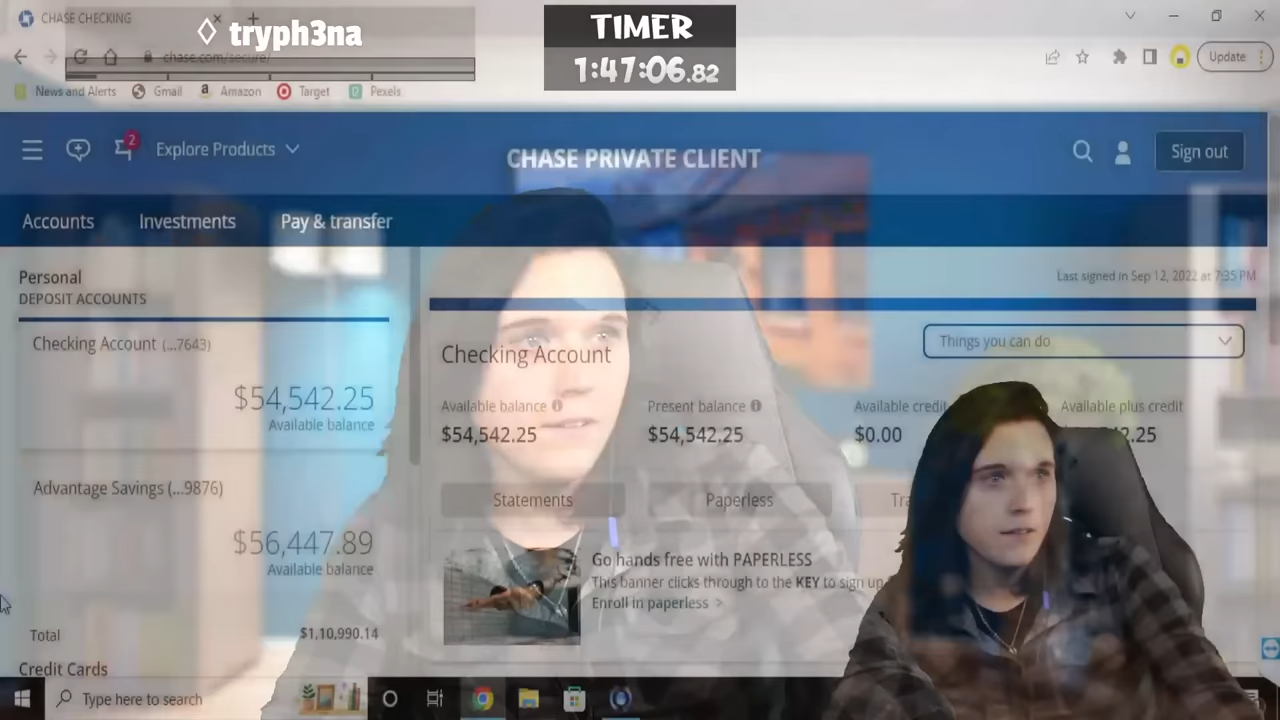 CHASE CHECKING
tryph3na
TIMER
1:47:06.82
chase.com/secure/
Update
News and Alerts
Gmail
Amazon
Target
Pexels
2
Explore Products
CHASE PRIVATE CLIENT
Sign out
Accounts
Investments
Pay & transfer
Personal
DEPOSIT ACCOUNTS
Last signed in Sep 12, 2022 at 7:35 PM
Checking Account (...7643)
$54,542.25
Available balance
Checking Account
Things you can do
Available balance
Present balance
Available credit
Available plus credit
$54,542.25
$54,542.25
$0.00
2.25
Advantage Savings (...9876)
$56,447.89
Available balance
Statements
Paperless
Go hands free with PAPERLESS
This banner clicks through to the KEY to sign up
Enroll in paperless >
Total
$1,10,990.14
Credit Cards
Type here to search